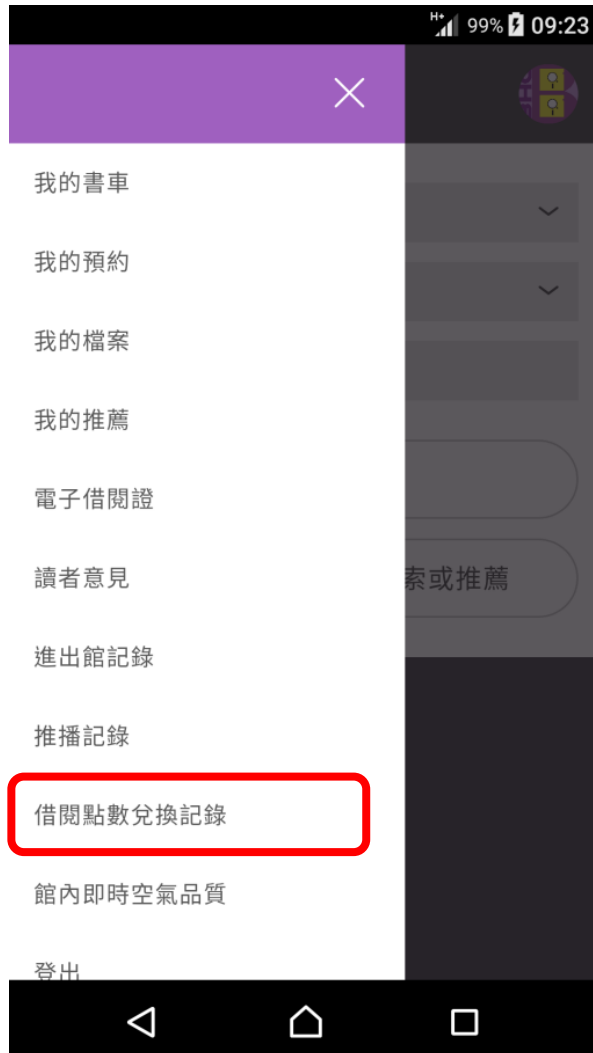 H+ 99% 09:23
我的書車
我的預約
我的檔案
我的推薦
電子借閱證
讀者意見
索或推薦
進出館記錄
推播記錄
借閱點數兌換記錄
館內即時空氣品質
登出